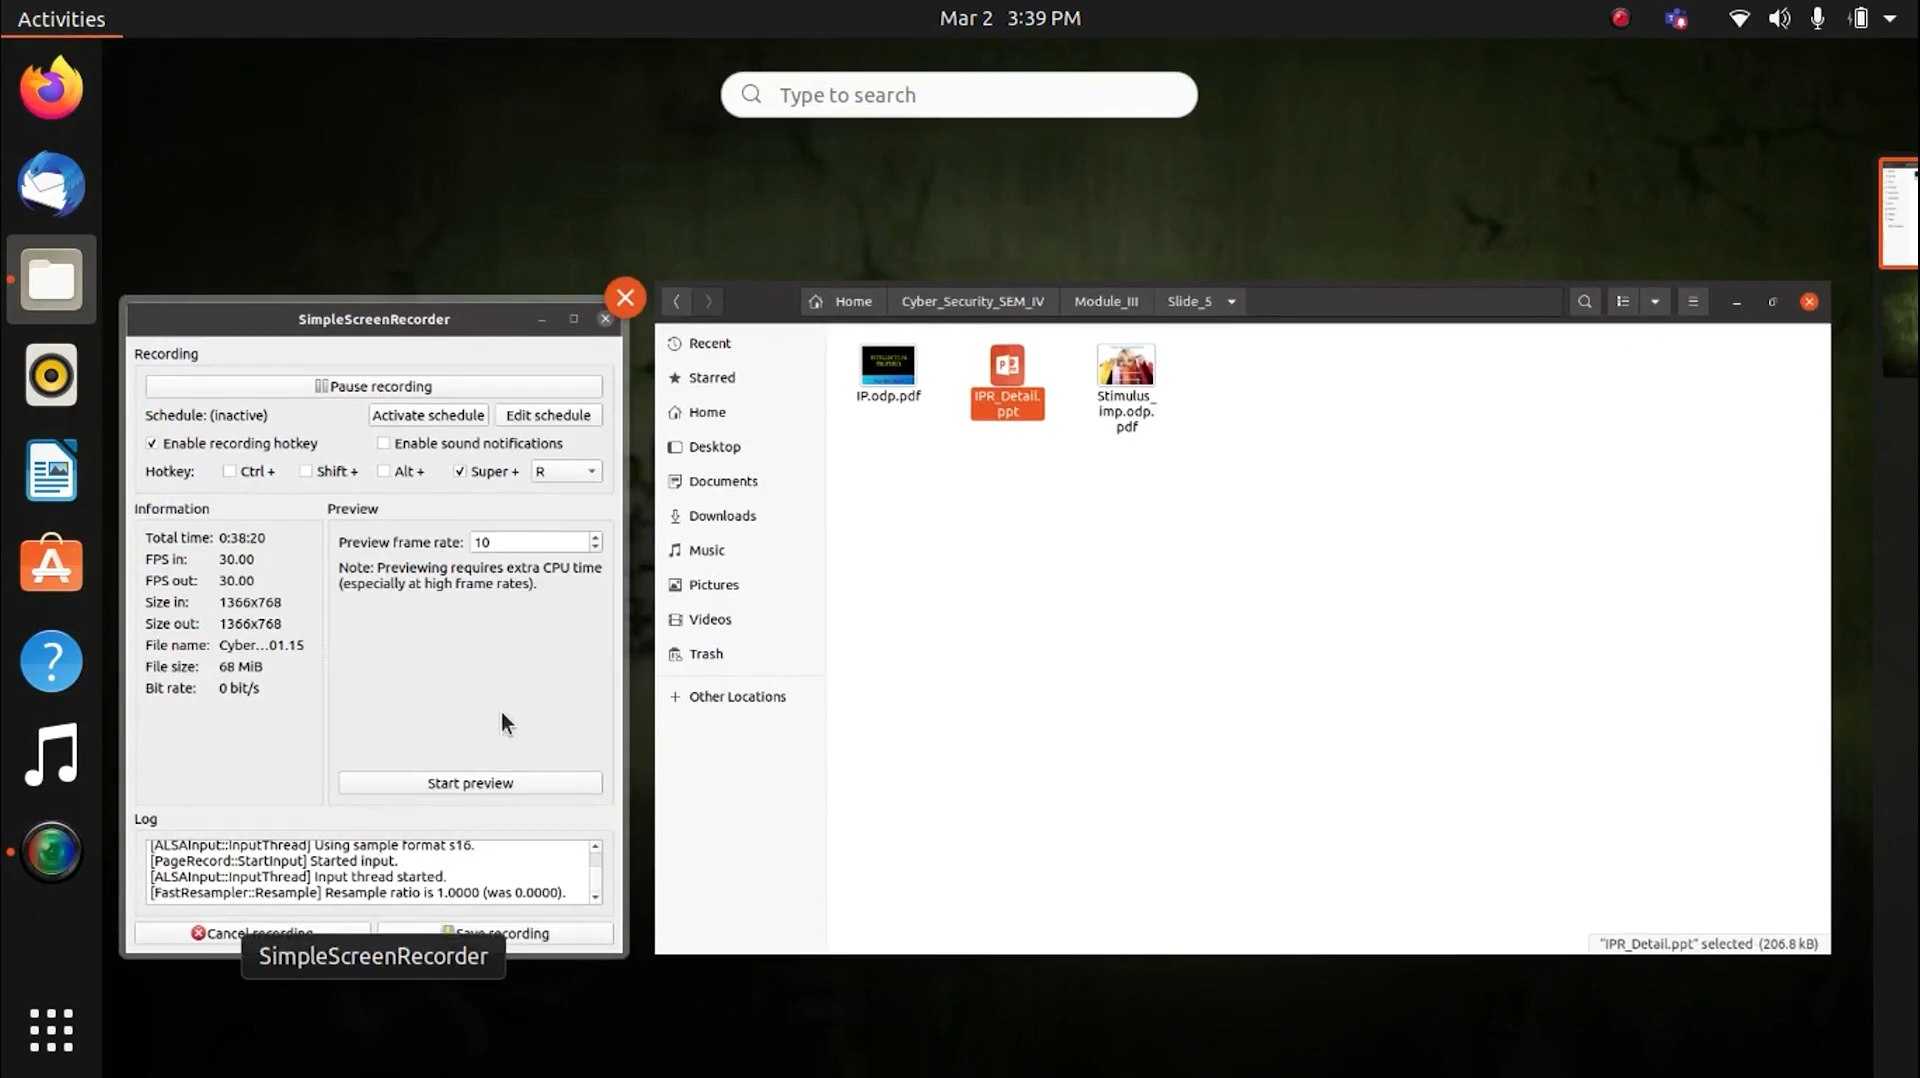 Activities
Mar 2 3:39 PM
Type to search
SimpleScreenRecorder
Recording
Pause recording
Schedule: (inactive)
Activate schedule
Edit schedule
Enable recording hotkey
Enable sound notifications
Hotkey:
Ctrl +
Shift +
Alt +
Super +
R
Information
Total time: 0:38:20
FPS in: 30.00
FPS out: 30.00
Size in: 1366x768
Size out: 1366x768
File name: Cyber...01.15
File size: 68 MiB
Bit rate: 0 bit/s
Preview
Preview frame rate: 10
Note: Previewing requires extra CPU time
(especially at high frame rates).
Start preview
Log
[ALSAInput::InputThread] Using sample format s16.
[PageRecord::StartInput] Started input.
[ALSAInput::InputThread] Input thread started.
[FastResampler::Resample] Resample ratio is 1.0000 (was 0.0000).
Cancel recording
Save recording
SimpleScreenRecorder
Home
Cyber_Security_SEM_IV
Module_III
Slide_5
Recent
Starred
Home
Desktop
Documents
Downloads
Music
Pictures
Videos
Trash
+ Other Locations
IP.odp.pdf
IPR_Detail.
ppt
Stimulus_
imp.odp.
pdf
"IPR_Detail.ppt" selected (206.8 kB)